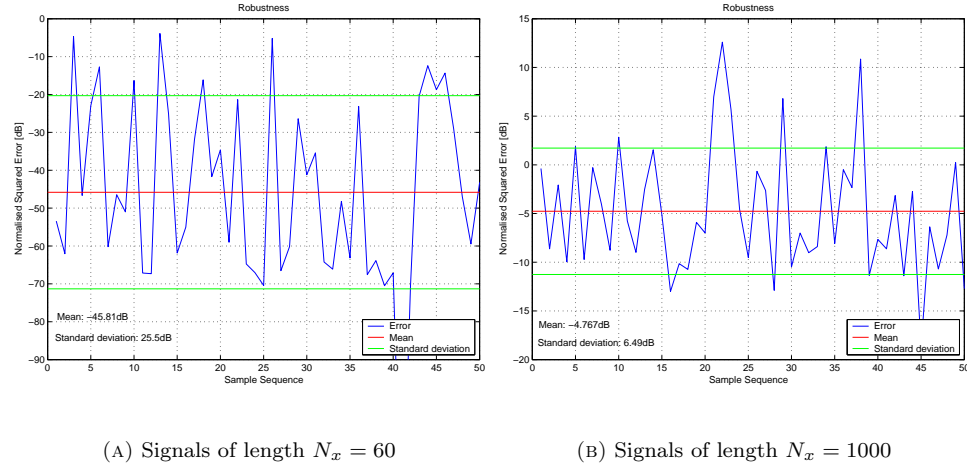 Robustness
Normalised Squared Error [dB]
0
−10
−20
−30
−40
−50
−60
−70
−80
−90
Mean: −45.81dB
Standard deviation: 25.5dB
Error
Mean
Standard deviation
0 5 10 15 20 25 30 35 40 45 50
Sample Sequence
(A) Signals of length Nx = 60
Robustness
Normalised Squared Error [dB]
15
10
5
0
−5
−10
−15
−20
Mean: −4.767dB
Standard deviation: 6.49dB
Error
Mean
Standard deviation
0 5 10 15 20 25 30 35 40 45 50
Sample Sequence
(B) Signals of length Nx = 1000